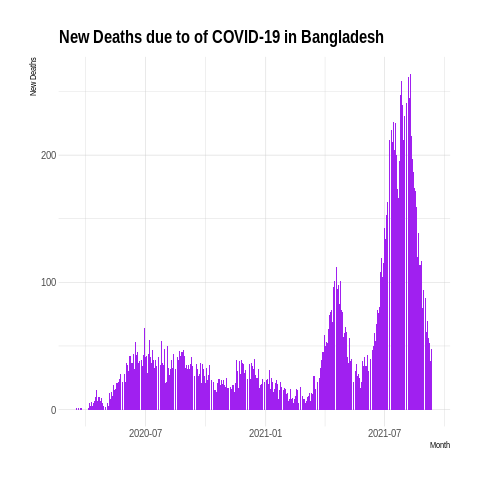 New Deaths due to of COVID-19 in Bangladesh
New Deaths
200
100
0
2020-07
2021-01
2021-07
Month